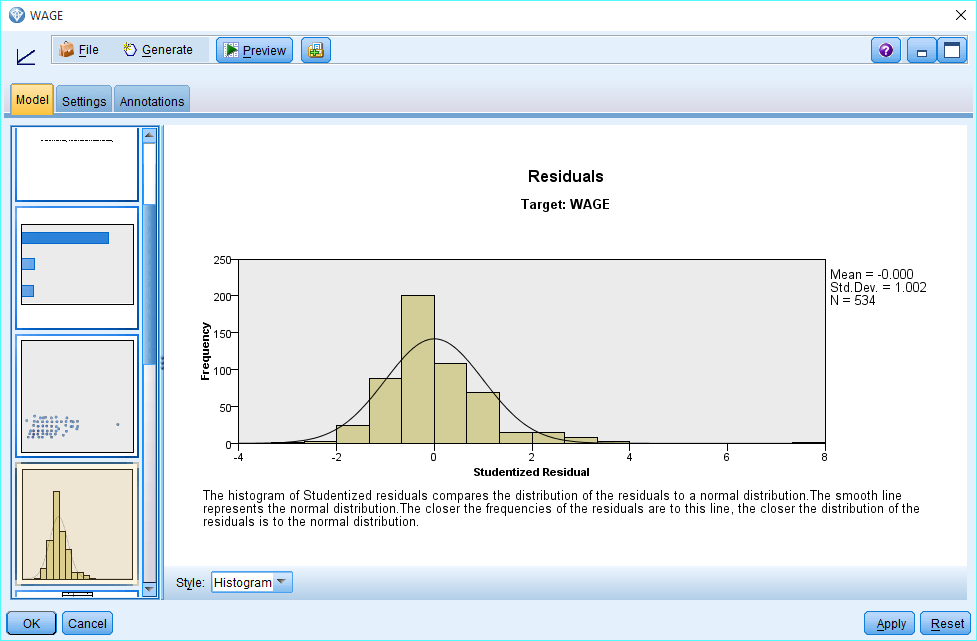 WAGE
File Generate Preview
Model Settings Annotations
Residuals
Target: WAGE
250
200
150
100
50
0
Frequency
-4 -2 0 2 4 6 8
Studentized Residual
Mean = -0.000
Std.Dev. = 1.002
N = 534
The histogram of Studentized residuals compares the distribution of the residuals to a normal distribution.The smooth line
represents the normal distribution.The closer the frequencies of the residuals are to this line, the closer the distribution of the
residuals is to the normal distribution.
Style: Histogram
OK Cancel Apply Reset